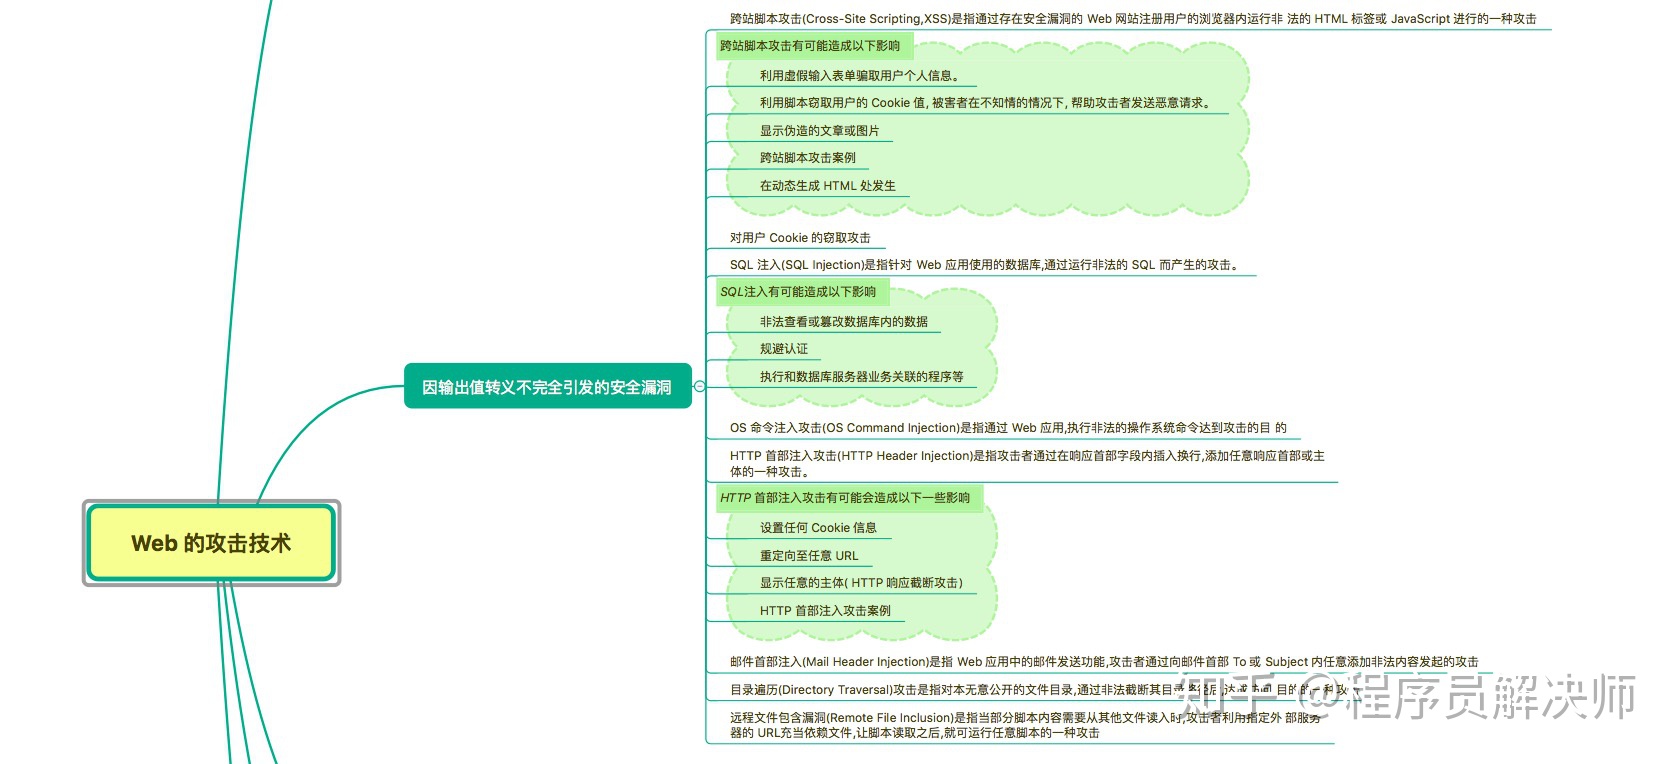 跨站脚本攻击(Cross-Site Scripting,XSS)是指通过存在安全漏洞的 Web 网站注册用户的浏览器内运行非 法的 HTML 标签或 JavaScript 进行的一种攻击
跨站脚本攻击有可能造成以下影响
利用虚假输入表单骗取用户个人信息。
利用脚本窃取用户的 Cookie 值, 被害者在不知情的情况下, 帮助攻击者发送恶意请求。
显示伪造的文章或图片
跨站脚本攻击案例
在动态生成 HTML 处发生
对用户 Cookie 的窃取攻击
SQL 注入(SQL Injection)是指针对 Web 应用使用的数据库,通过运行非法的 SQL 而产生的攻击。
SQL注入有可能造成以下影响
非法查看或篡改数据库内的数据
规避认证
执行和数据库服务器业务关联的程序等
因输出值转义不完全引发的安全漏洞
OS 命令注入攻击(OS Command Injection)是指通过 Web 应用,执行非法的操作系统命令达到攻击的目 的
HTTP 首部注入攻击(HTTP Header Injection)是指攻击者通过在响应首部字段内插入换行,添加任意响应首部或主
体的一种攻击。
HTTP 首部注入攻击有可能会造成以下一些影响
设置任何 Cookie 信息
重定向至任意 URL
显示任意的主体( HTTP 响应截断攻击)
HTTP 首部注入攻击案例
Web 的攻击技术
邮件首部注入(Mail Header Injection)是指 Web 应用中的邮件发送功能,攻击者通过向邮件首部 To 或 Subject 内任意添加非法内容发起的攻击
目录遍历(Directory Traversal)攻击是指对本无意公开的文件目录,通过非法截断其目录路径后,达成访问 目的的一种攻
远程文件包含漏洞(Remote File Inclusion)是指当部分脚本内容需要从其他文件读入时,攻击者利用指定外 部服务
器的 URL充当依赖文件,让脚本读取之后,就可运行任意脚本的一种攻击
知乎 @程序员解决师